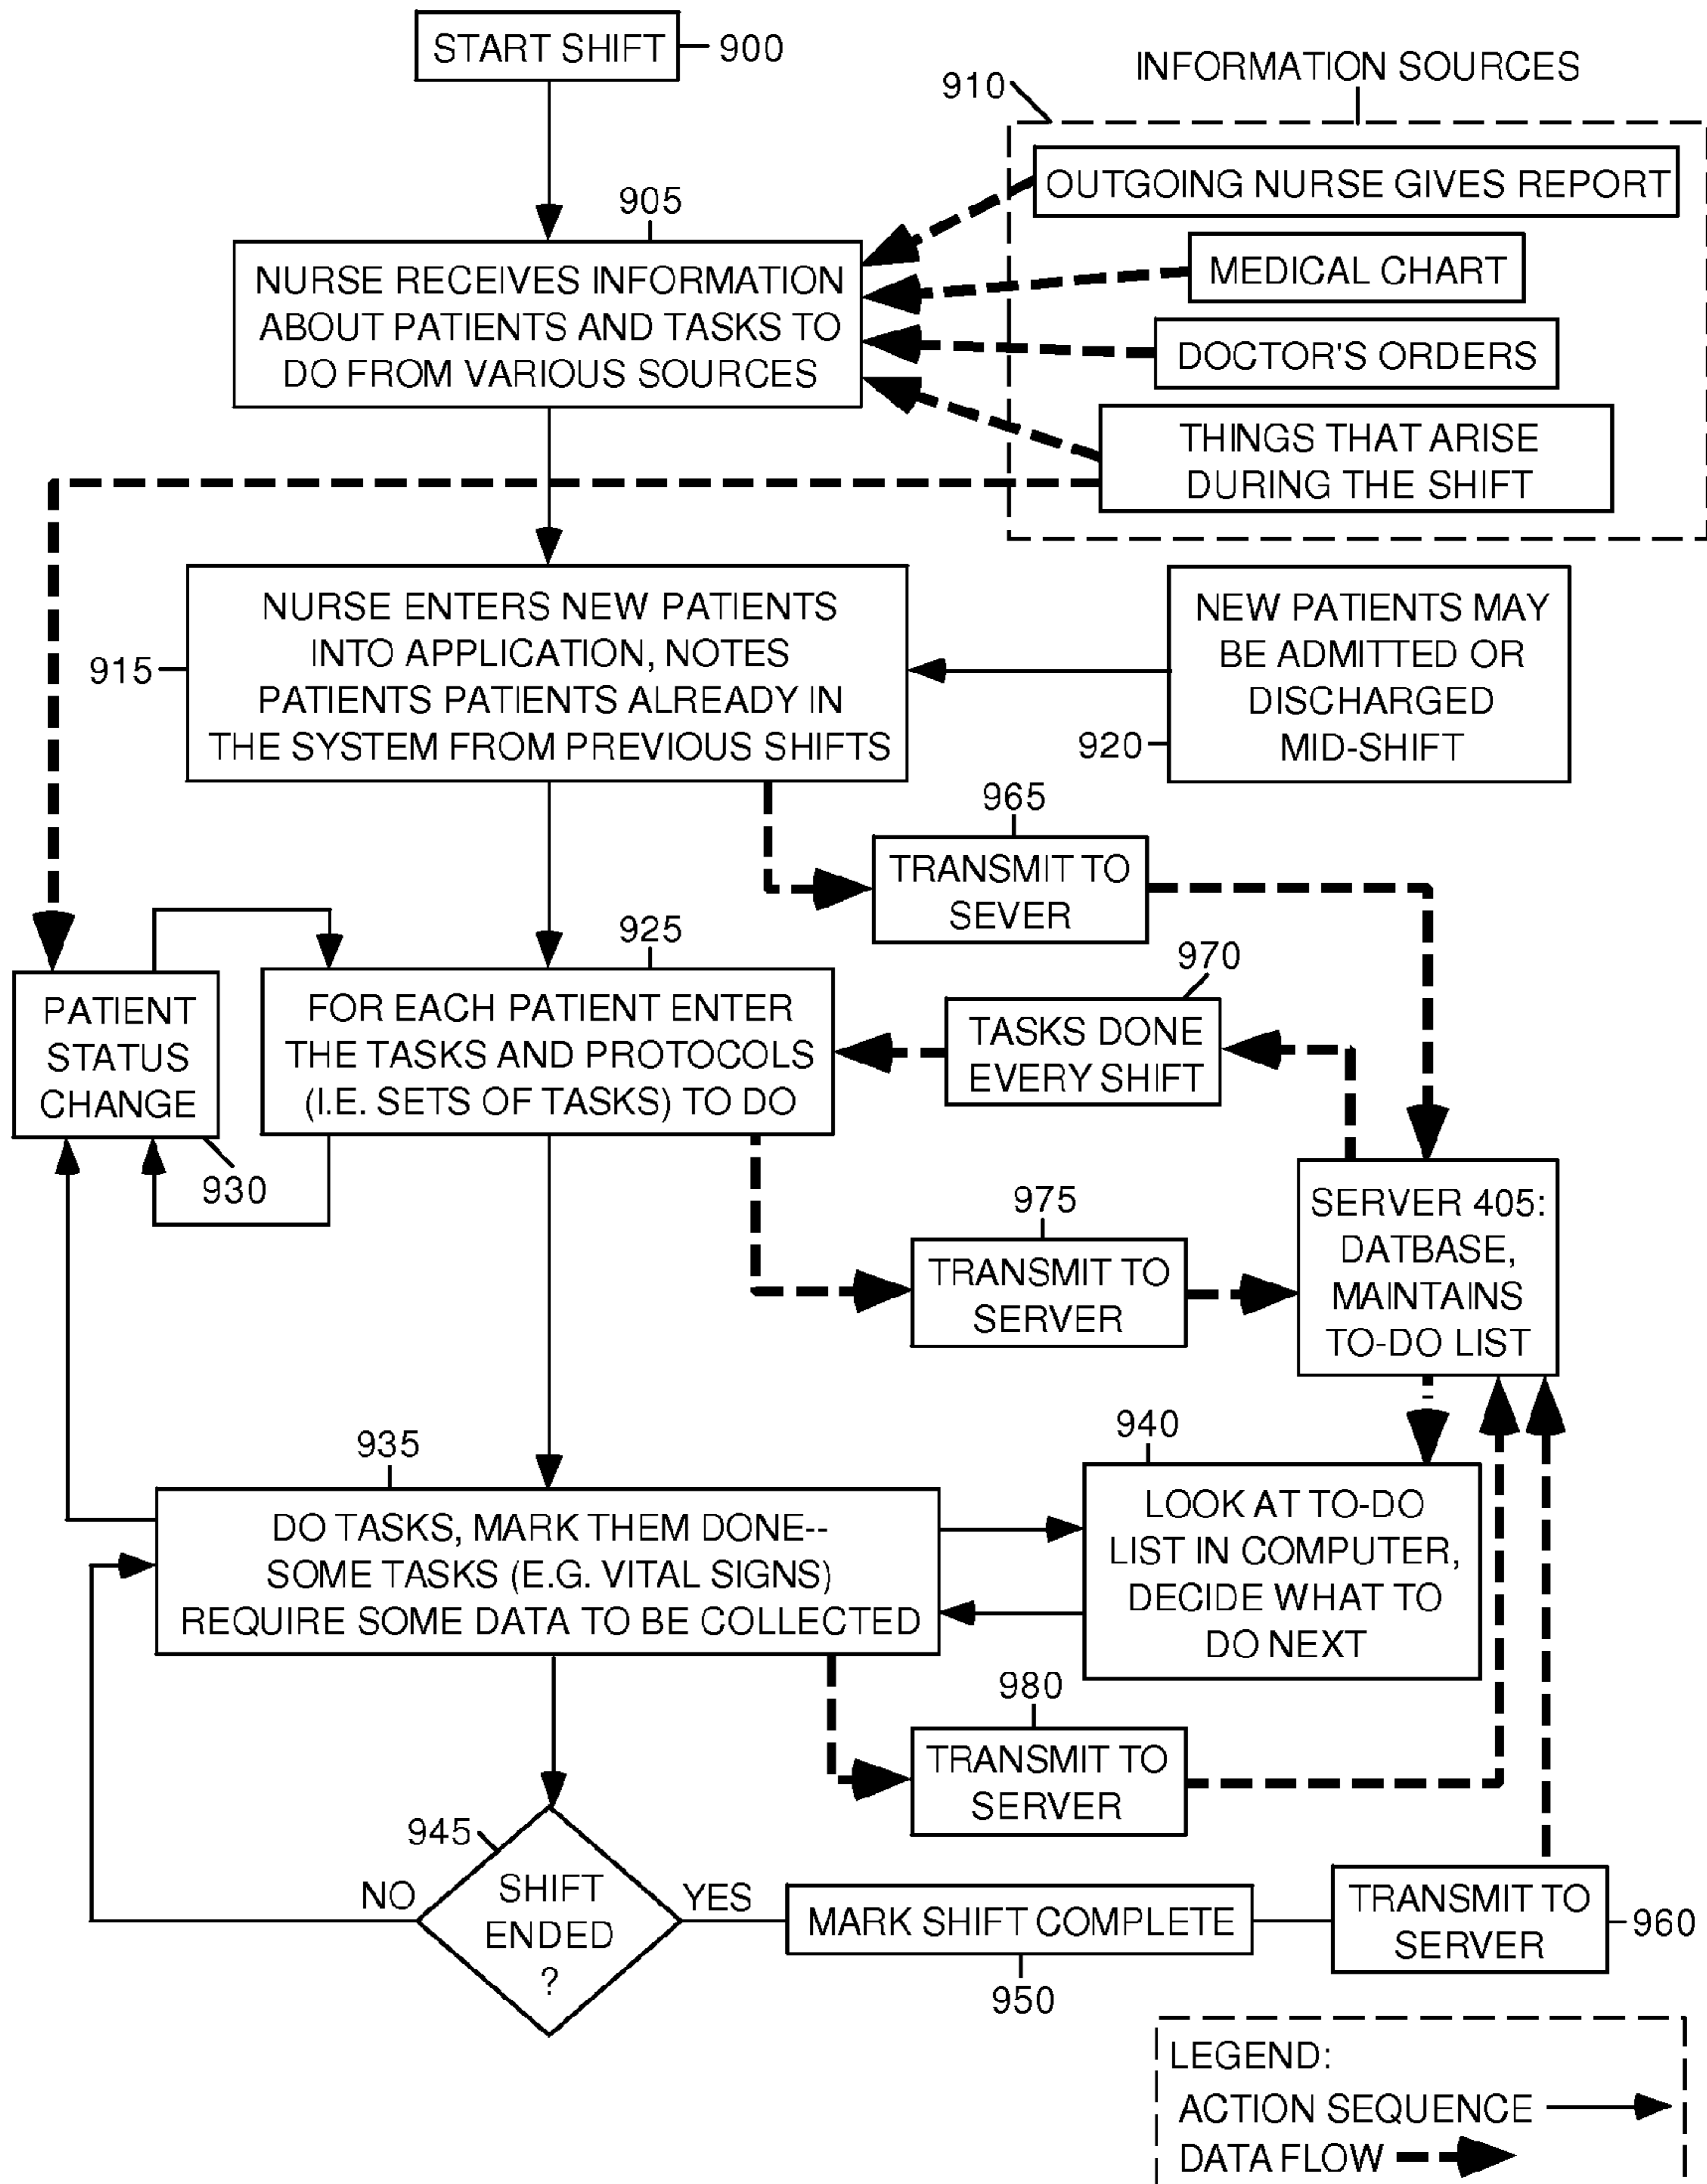 START SHIFT
900
INFORMATION SOURCES
910
OUTGOING NURSE GIVES REPORT
MEDICAL CHART
DOCTOR'S ORDERS
THINGS THAT ARISE
DURING THE SHIFT
905
NURSE RECEIVES INFORMATION
ABOUT PATIENTS AND TASKS TO
DO FROM VARIOUS SOURCES
915
NURSE ENTERS NEW PATIENTS
INTO APPLICATION, NOTES
PATIENTS PATIENTS ALREADY IN
THE SYSTEM FROM PREVIOUS SHIFTS
NEW PATIENTS MAY
BE ADMITTED OR
DISCHARGED
MID-SHIFT
920
965
TRANSMIT TO
SEVER
925
FOR EACH PATIENT ENTER
THE TASKS AND PROTOCOLS
(I.E. SETS OF TASKS) TO DO
970
TASKS DONE
EVERY SHIFT
PATIENT
STATUS
CHANGE
930
975
TRANSMIT TO
SERVER
SERVER 405:
DATBASE,
MAINTAINS
TO-DO LIST
935
DO TASKS, MARK THEM DONE--
SOME TASKS (E.G. VITAL SIGNS)
REQUIRE SOME DATA TO BE COLLECTED
940
LOOK AT TO-DO
LIST IN COMPUTER,
DECIDE WHAT TO
DO NEXT
980
TRANSMIT TO
SERVER
945
SHIFT
ENDED
?
NO
YES
MARK SHIFT COMPLETE
950
TRANSMIT TO
SERVER
960
LEGEND:
ACTION SEQUENCE
DATA FLOW